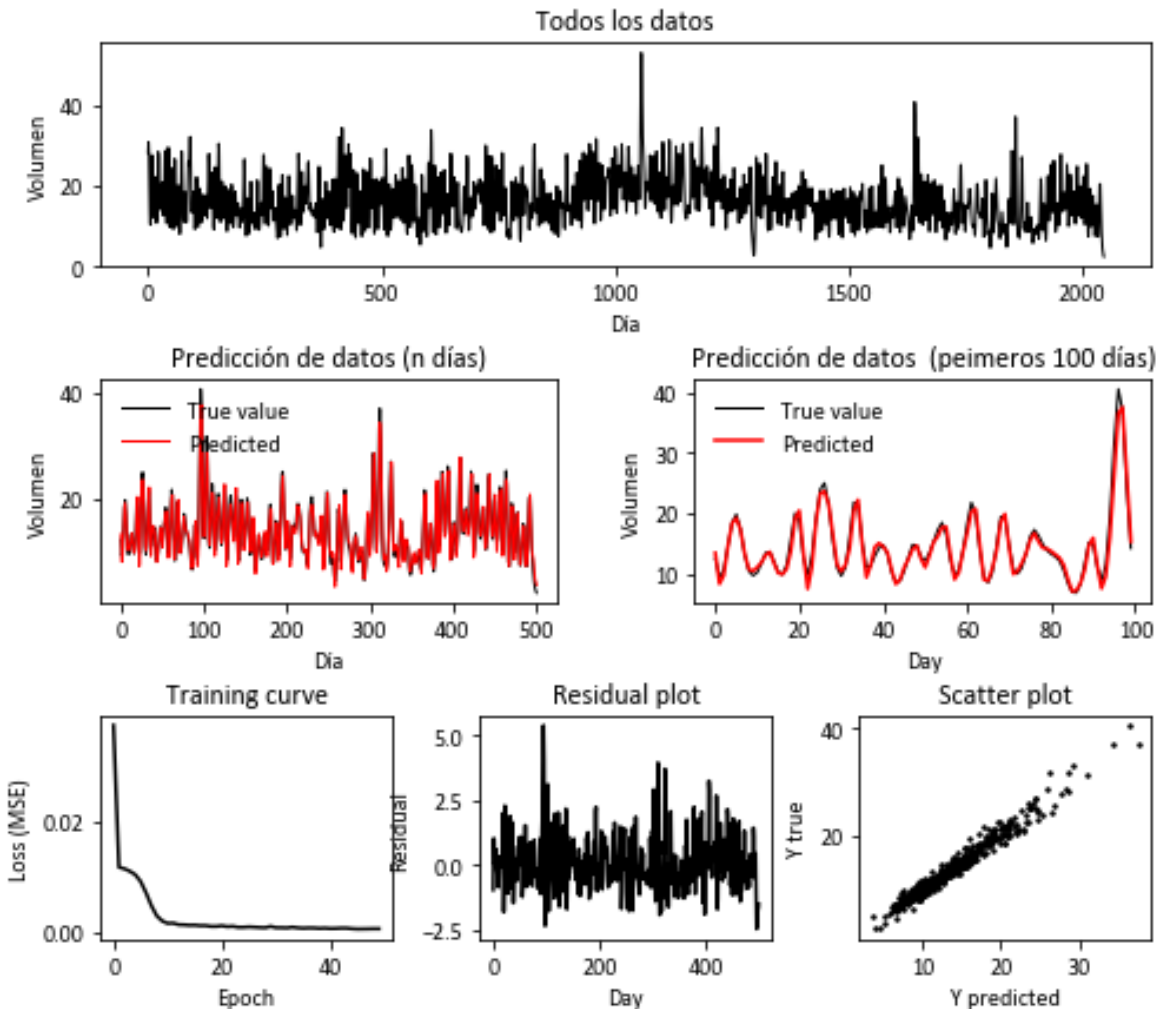 Todos los datos
Volumen
40
20
0
0 500 1000 1500 2000
Día
Predicción de datos (n días)
Volumen
40
20
True value
Predicted
0 100 200 300 400 500
Día
Predicción de datos (peimeros 100 días)
Volumen
40
30
20
10
True value
Predicted
0 20 40 60 80 100
Day
Training curve
Loss (MSE)
0.02
0.00
0 20 40
Epoch
Residual plot
Residual
5.0
2.5
0.0
−2.5
0 200 400
Day
Scatter plot
Y true
40
20
10 20 30
Y predicted